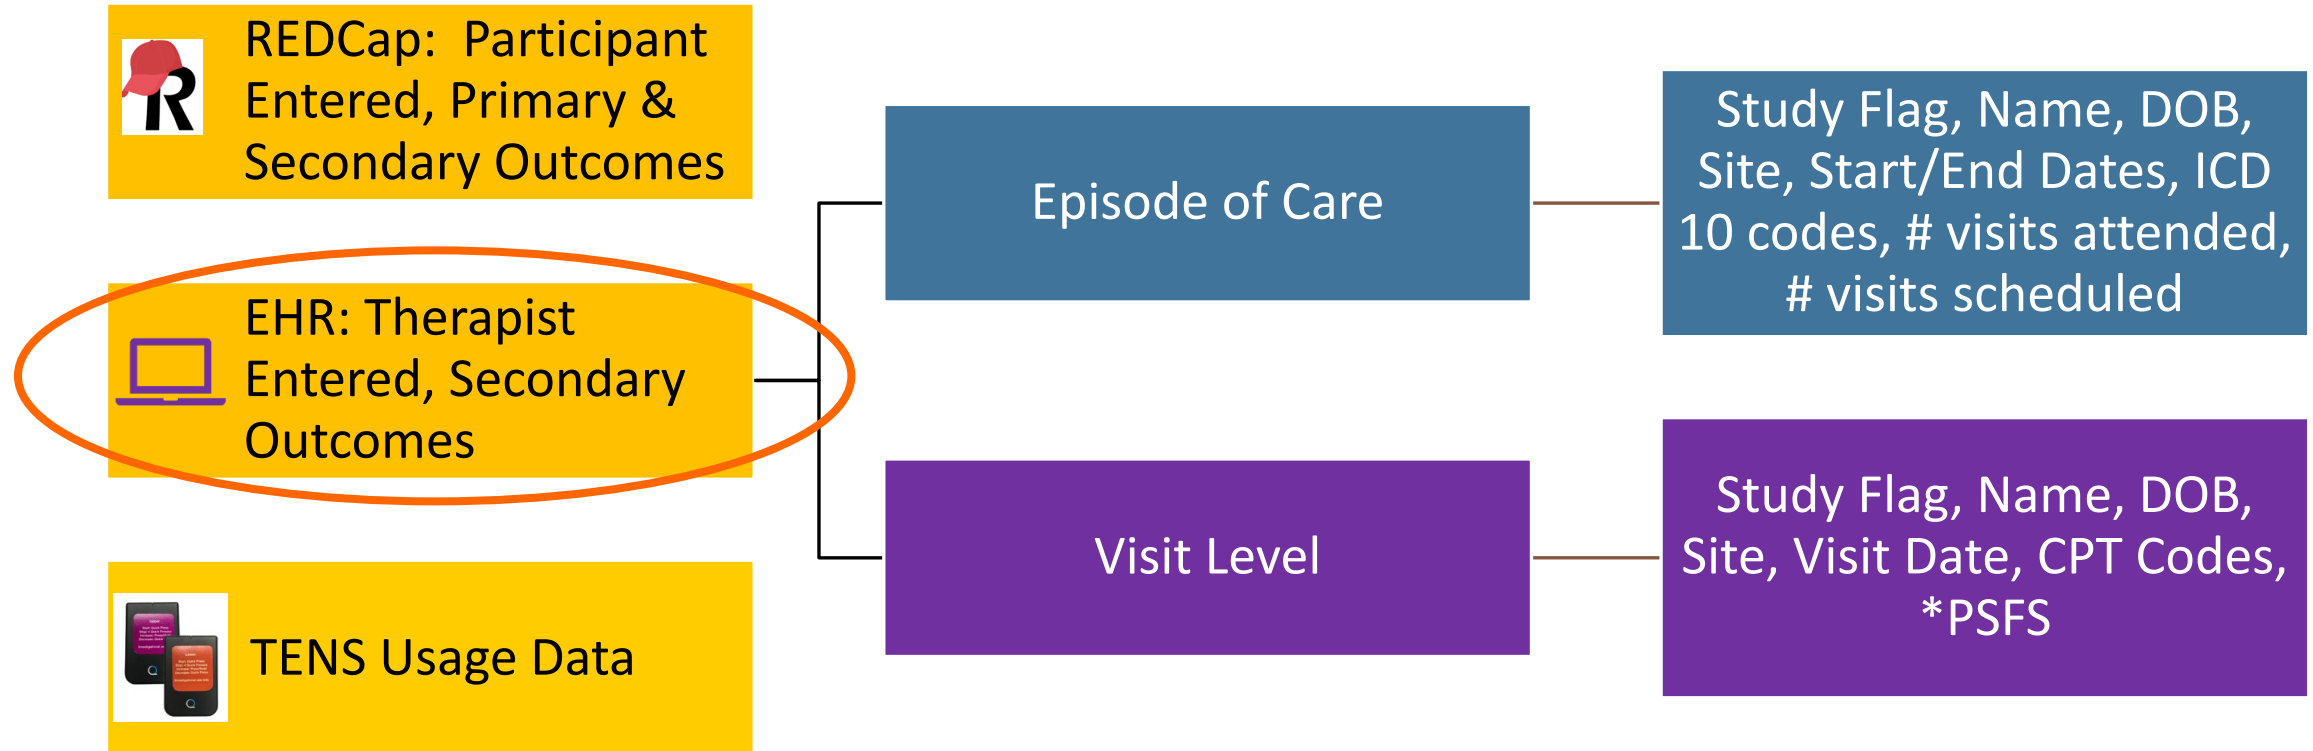 REDCap: Participant
Entered, Primary &
Secondary Outcomes
R
EHR: Therapist
Entered, Secondary
Outcomes
TENS Usage Data
Episode of Care
Study Flag, Name, DOB,
Site, Start/End Dates, ICD
10 codes, # visits attended,
# visits scheduled
Visit Level
Study Flag, Name, DOB,
Site, Visit Date, CPT Codes,
*PSFS